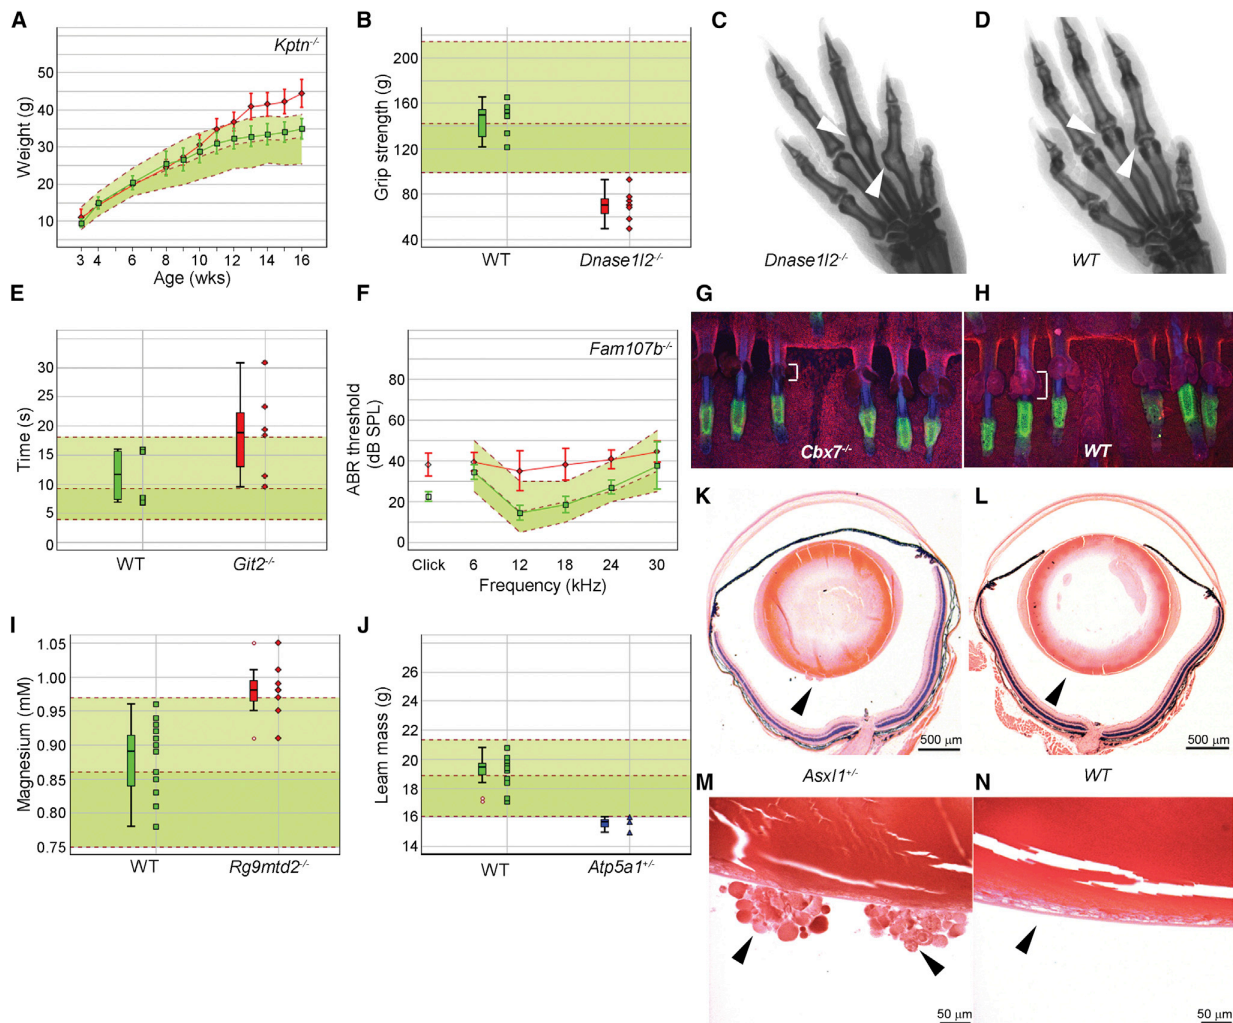 A
Kptn-/-
Weight (g)
50
40
30
20
10
3 4 6 8 10 12 14 16
Age (wks)
B
Grip strength (g)
200
160
120
80
40
WT Dnase1l2-/-
C
Dnase1l2-/-
D
WT
E
Time (s)
30
25
20
15
10
5
0
WT Git2-/-
F
Fam107b-/-
ABR threshold
(dB SPL)
80
60
40
20
0
Click 6 12 18 24 30
Frequency (kHz)
G
Cbx7-/-
H
WT
I
Magnesium (mM)
1.05
1.00
0.95
0.90
0.85
0.80
0.75
WT Rg9mtd2-/-
J
Leam mass (g)
26
24
22
20
18
16
14
WT Atp5a1+/-
K
500 µm
Asxl1+/-
L
500 µm
WT
M
50 µm
N
50 µm